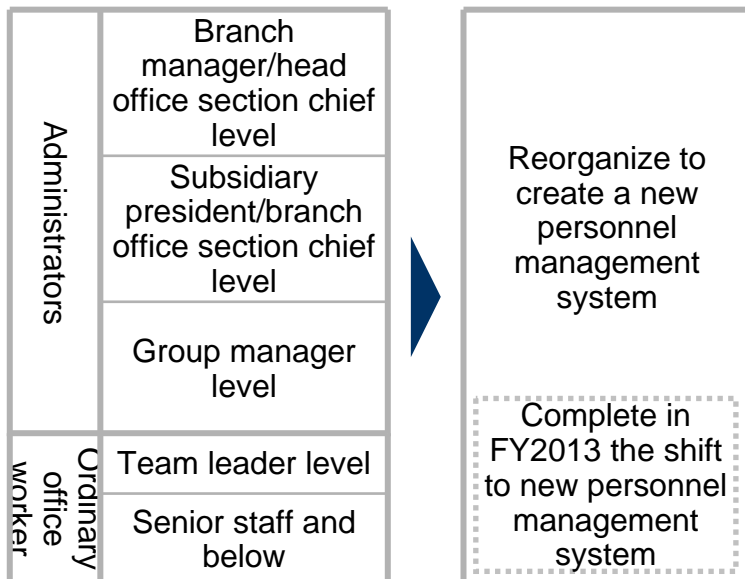 Administrators
Branch
manager/head
office section chief
level
Subsidiary
president/branch
office section chief
level
Group manager
level
Ordinary
office
worker
Team leader level
Senior staff and
below
Reorganize to
create a new
personnel
management
system
Complete in
FY2013 the shift
to new personnel
management
system